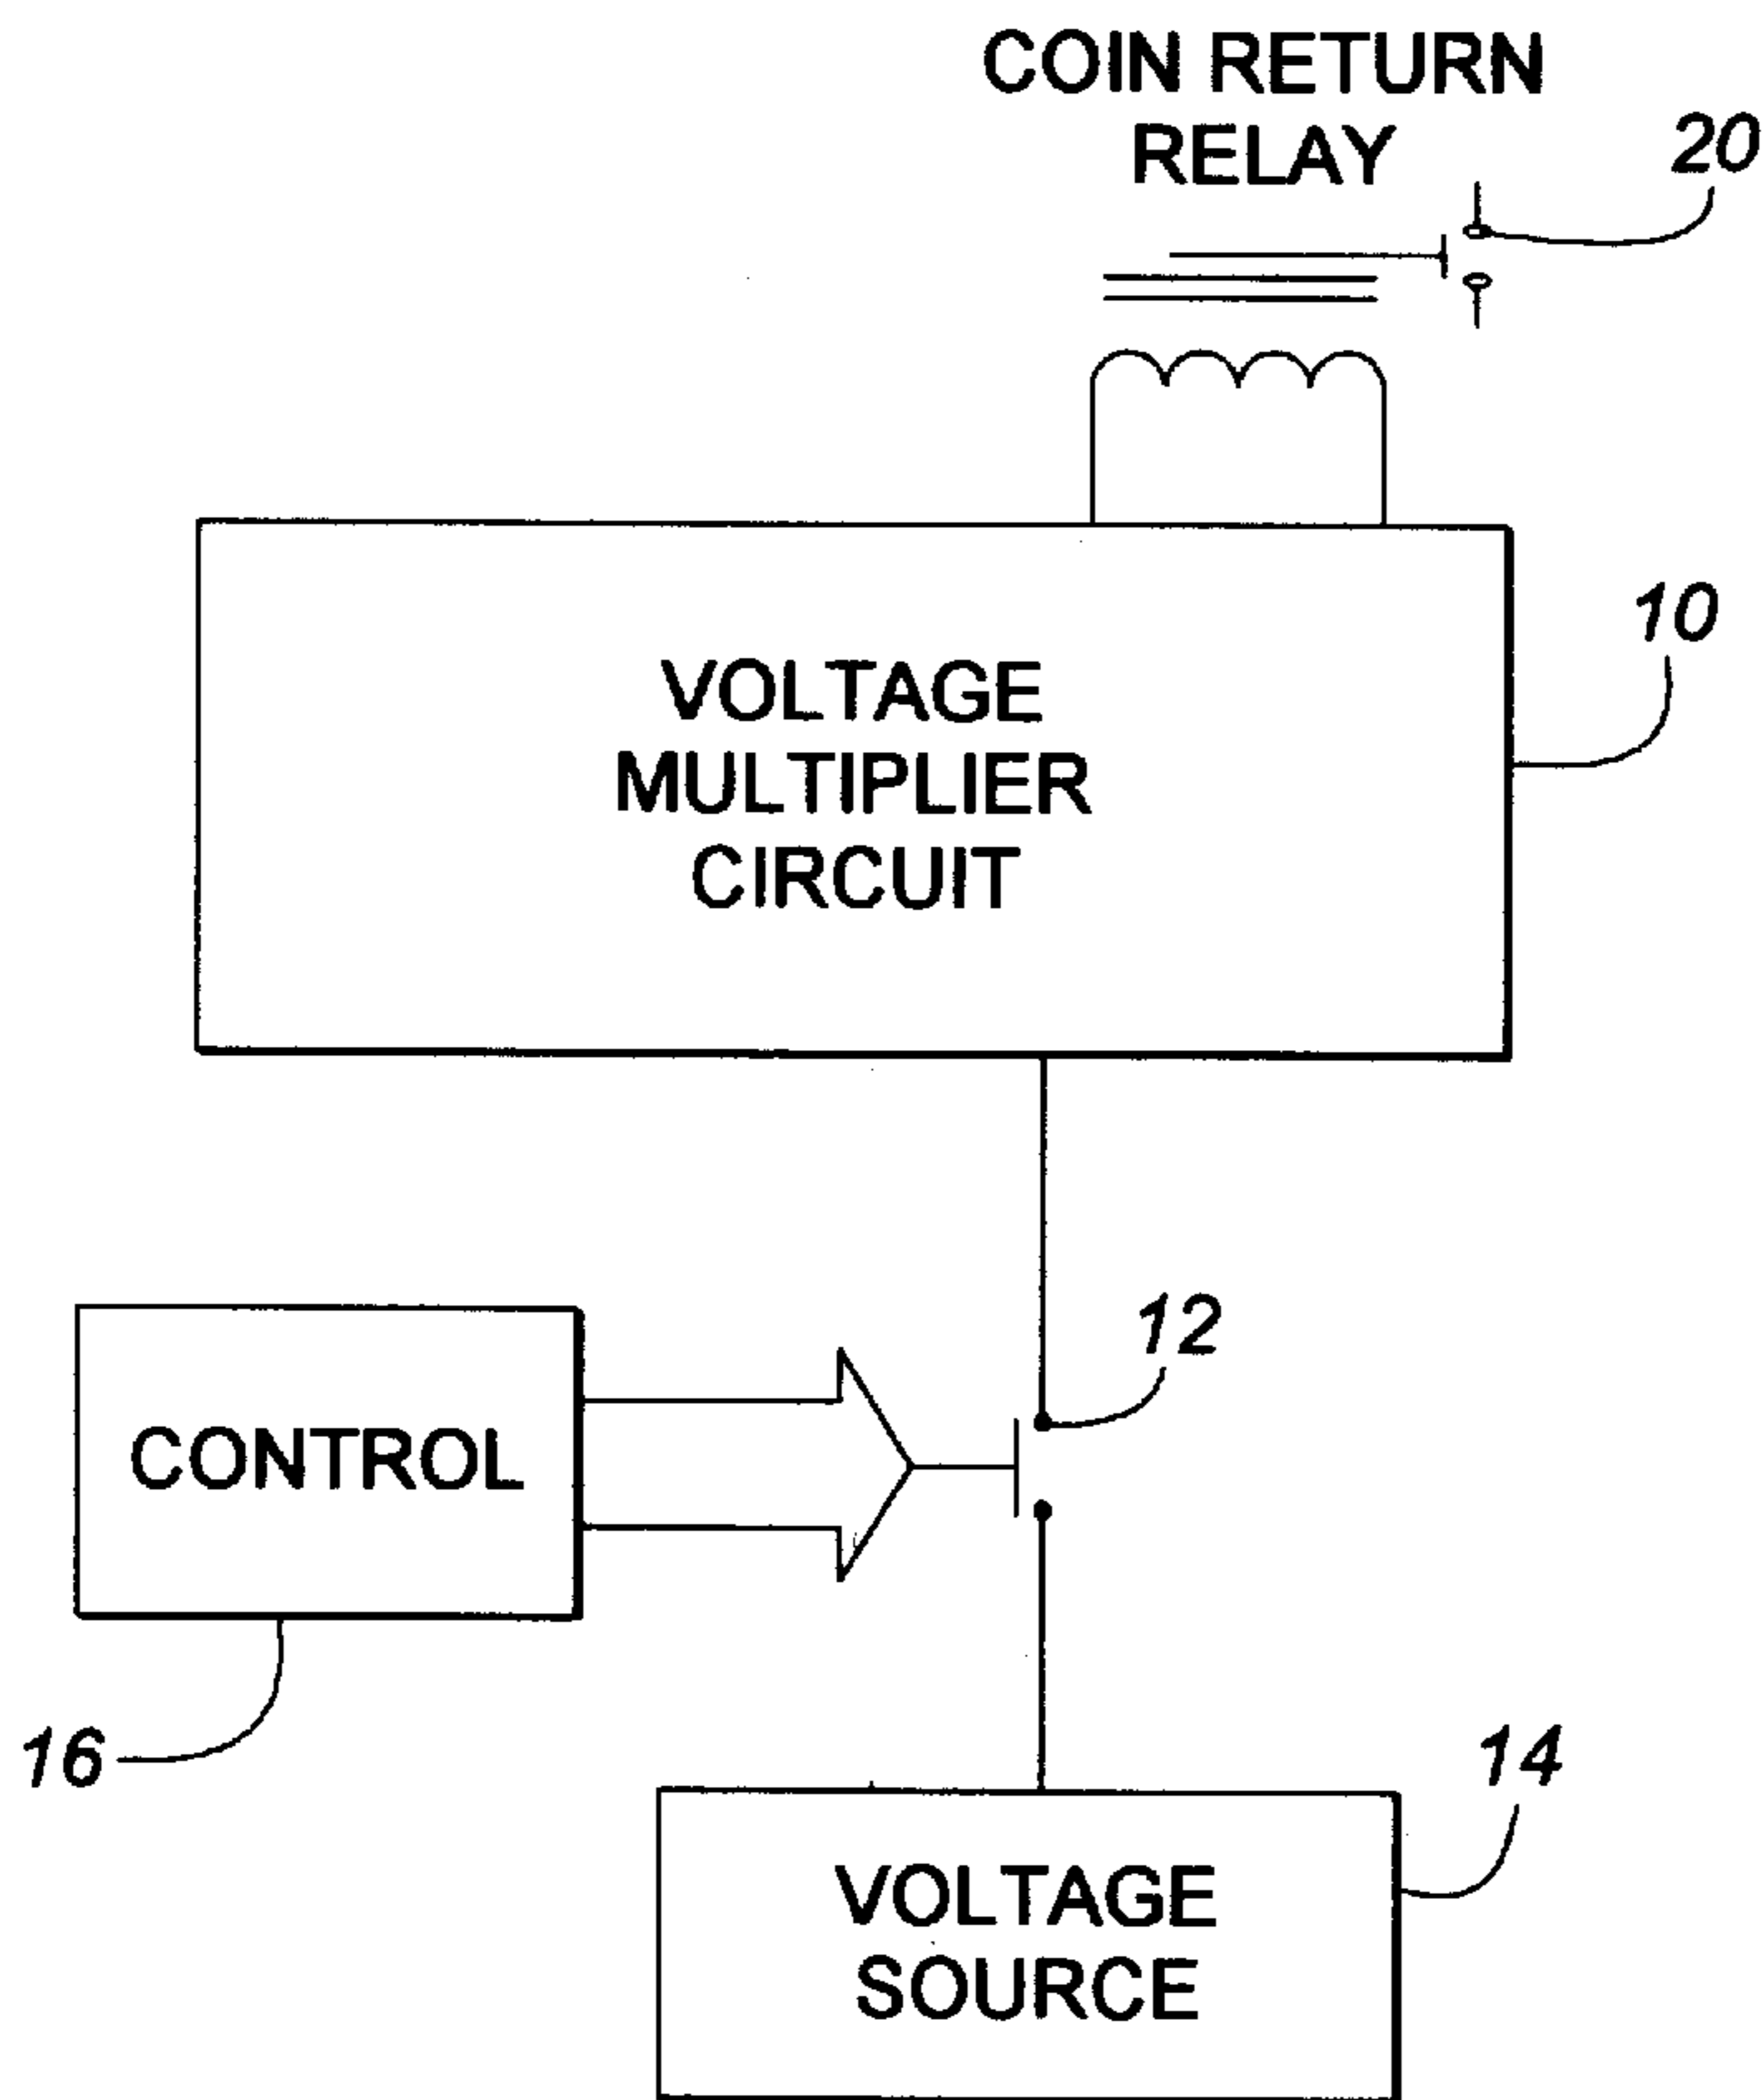 COIN RETURN
RELAY
20
10
VOLTAGE
MULTIPLIER
CIRCUIT
12
CONTROL
16
14
VOLTAGE
SOURCE